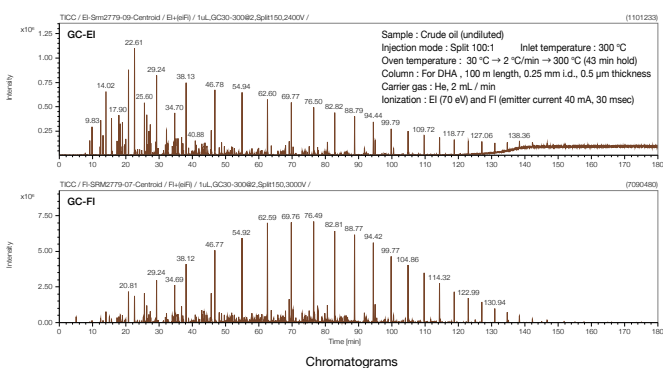 TICC / EI-Srm2779-09-Centroid / EI+(eiFi) / 1uL,GC30-300@2,Split150,2400V /
(1101233)
x10⁶
GC-EI
Sample : Crude oil (undiluted)
Injection mode : Split 100:1 Inlet temperature : 300 °C
Oven temperature : 30 °C → 2 °C/min → 300 °C (43 min hold)
Column : For DHA , 100 m length, 0.25 mm i.d., 0.5 µm thickness
Carrier gas : He, 2 mL / min
Ionization : EI (70 eV) and FI (emitter current 40 mA, 30 msec)
Intensity
1.25
1.00
0.75
0.50
0.25
9.83
14.02
17.90
22.61
25.60
29.24
34.70
38.13
40.88
46.78
54.94
62.60
69.77
76.50
82.82
88.79
94.44
99.79
109.72
118.77
127.06
138.36
0 10 20 30 40 50 60 70 80 90 100 110 120 130 140 150 160 170 180
TICC / FI-SRM2779-07-Centroid / FI+(eiFi) / 1uL,GC30-300@2,Split150,3000V /
(7090480)
x10⁶
GC-FI
Intensity
7.50
5.00
2.50
0.00
20.81
29.24
34.69
38.12
46.77
54.92
62.59
69.76
76.49
82.81
88.77
94.42
99.77
104.86
114.32
122.99
130.94
0 10 20 30 40 50 60 70 80 90 100 110 120 130 140 150 160 170 180
Time [min]
Chromatograms